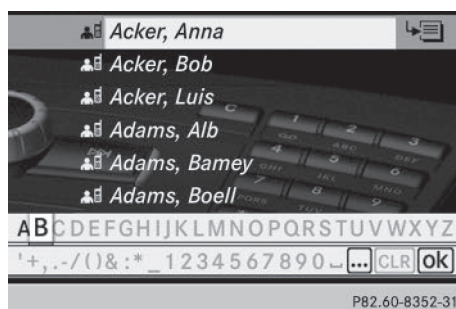 Acker, Anna
Acker, Bob
Acker, Luis
Adams, Alb
Adams, Bamey
Adams, Boell
ABCDEFGHIJKLMNOPQRSTUVWXYZ
'+,.-/()&:*_1234567890␣ ... CLR ok
P82.60-8352-31